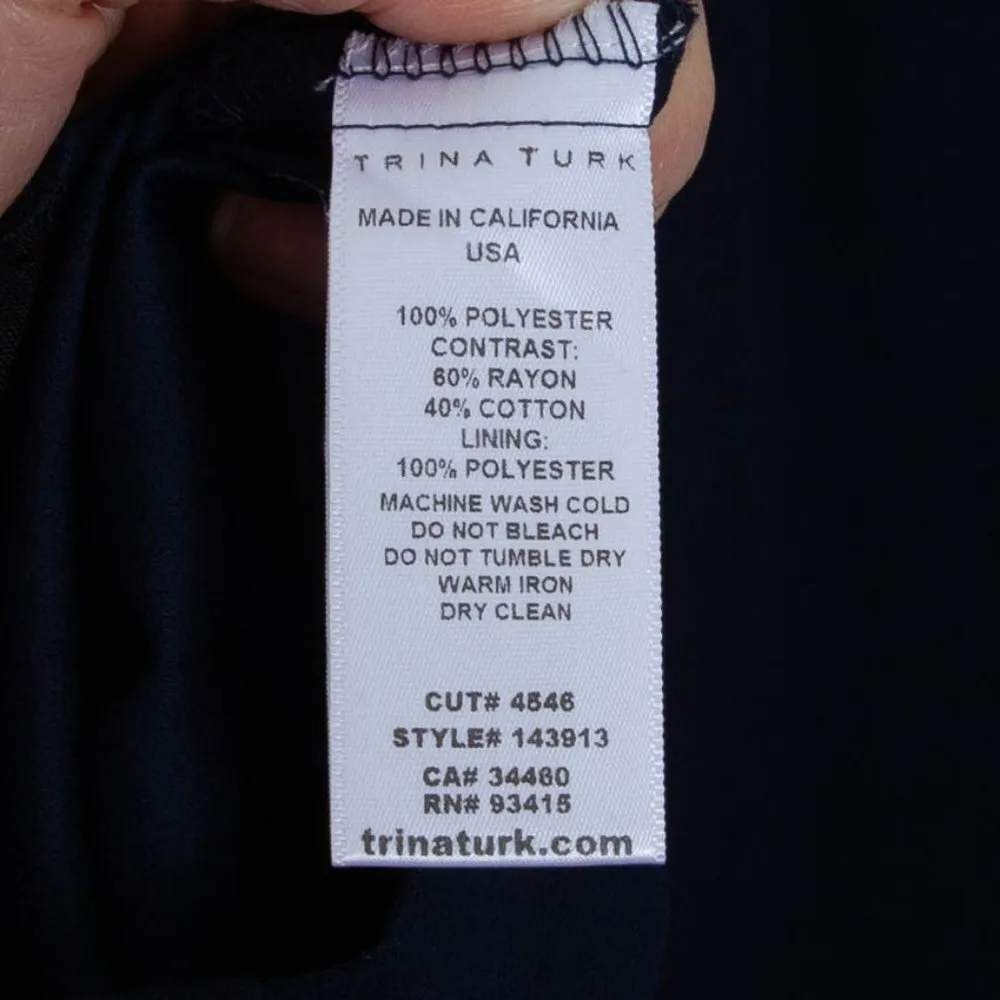 TRINA TURK
MADE IN CALIFORNIA
USA
100% POLYESTER
CONTRAST:
60% RAYON
40% COTTON
LINING:
100% POLYESTER
MACHINE WASH COLD
DO NOT BLEACH
DO NOT TUMBLE DRY
WARM IRON
DRY CLEAN
CUT# 4546
STYLE# 143913
CA# 34460
RN# 93415
trinaturk.com